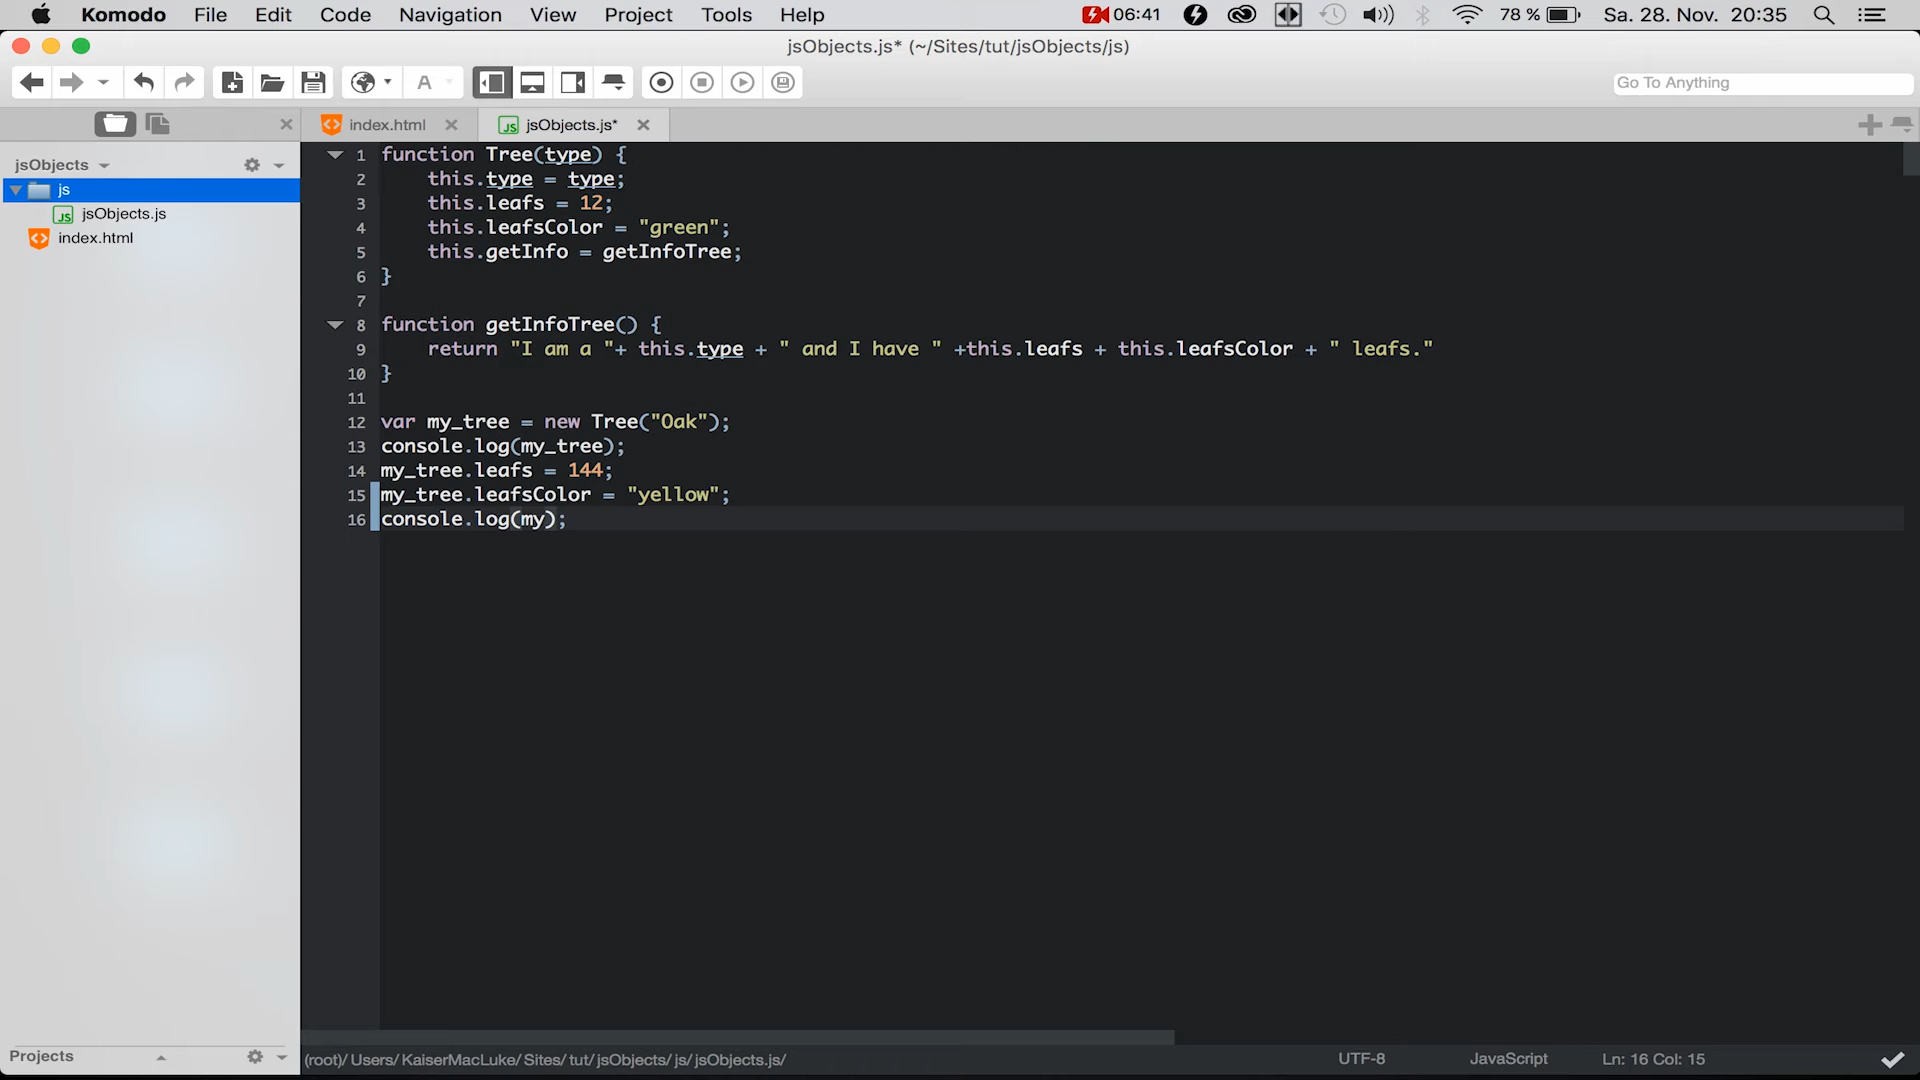 Komodo File Edit Code Navigation View Project Tools Help 06:41 78 % Sa. 28. Nov. 20:35
jsObjects.js* (~/Sites/tut/jsObjects/js)
A Go To Anything
index.html jsObjects.js*
jsObjects
js
jsObjects.js
index.html
1 function Tree(type) {
2 this.type = type;
3 this.leafs = 12;
4 this.leafsColor = "green";
5 this.getInfo = getInfoTree;
6 }
7
8 function getInfoTree() {
9 return "I am a "+ this.type + " and I have " +this.leafs + this.leafsColor + " leafs."
10 }
11
12 var my_tree = new Tree("Oak");
13 console.log(my_tree);
14 my_tree.leafs = 144;
15 my_tree.leafsColor = "yellow";
16 console.log(my);
Projects
(root)/ Users/ KaiserMacLuke/ Sites/ tut/ jsObjects/ js/ jsObjects.js/ UTF-8 JavaScript Ln: 16 Col: 15